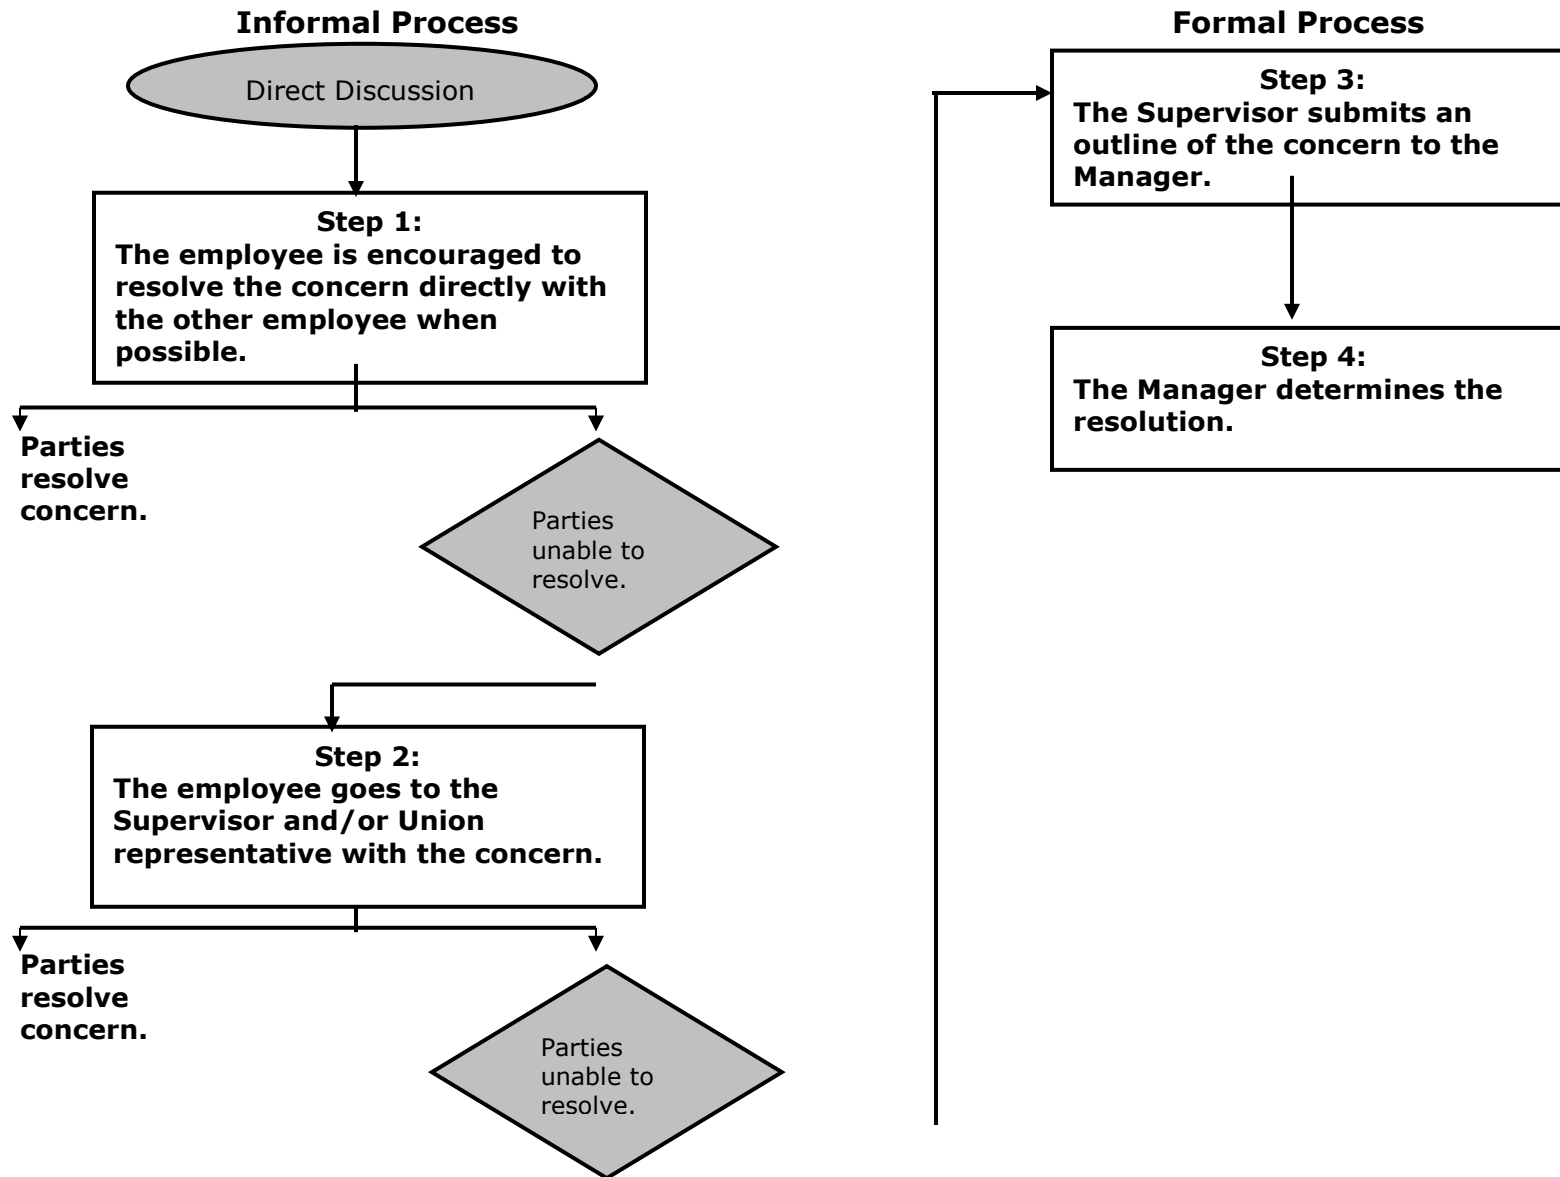 Informal Process
Direct Discussion
Step 1:
The employee is encouraged to
resolve the concern directly with
the other employee when
possible.
Parties
resolve
concern.
Parties
unable to
resolve.
Step 2:
The employee goes to the
Supervisor and/or Union
representative with the concern.
Parties
resolve
concern.
Parties
unable to
resolve.
Formal Process
Step 3:
The Supervisor submits an
outline of the concern to the
Manager.
Step 4:
The Manager determines the
resolution.